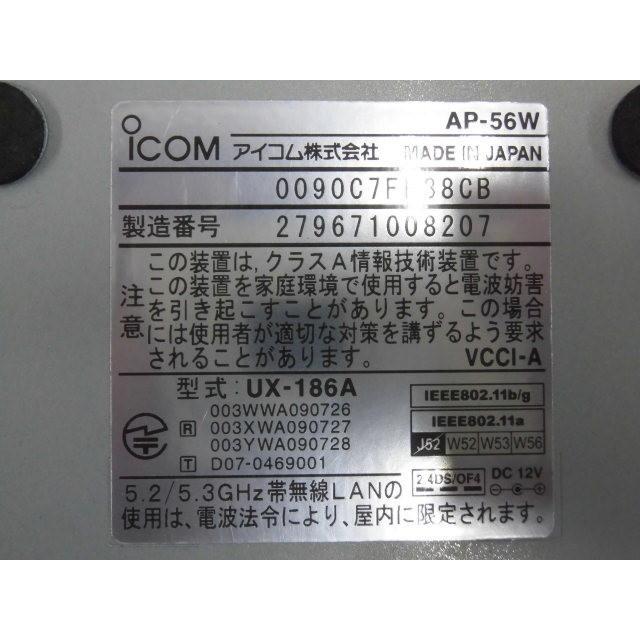 ICOM アイコム株式会社 AP-56W
MADE IN JAPAN
製造番号 279671008207
注意
この装置は,クラスA情報技術装置です。
この装置を家庭環境で使用すると電波妨害
を引き起こすことがあります。この場合
には使用者が適切な対策を講ずるよう要求
されることがあります。 VCCI-A
型式: UX-186A
003WWA090726
R 003XWA090727
003YWA090728
T D07-0469001
IEEE802.11b/g
IEEE802.11a
J52 W52 W53 W56
2.4DS/OF4 DC 12V
5.2/5.3GHz帯無線LANの
使用は、電波法令により、屋内に限定されます。